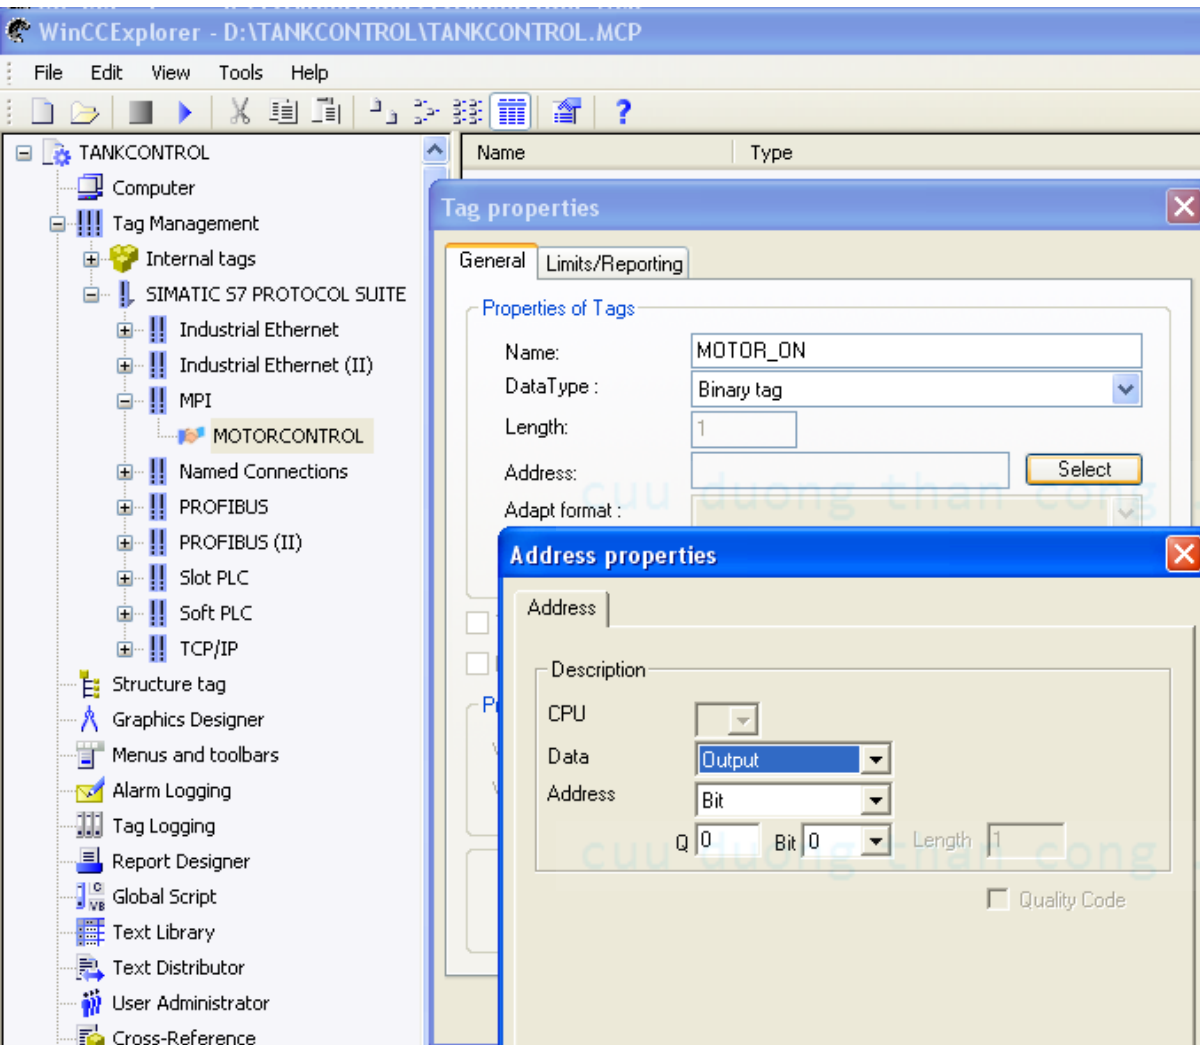 WinCCExplorer - D:\TANKCONTROL\TANKCONTROL.MCP
File Edit View Tools Help
TANKCONTROL
Computer
Tag Management
Internal tags
SIMATIC S7 PROTOCOL SUITE
Industrial Ethernet
Industrial Ethernet (II)
MPI
MOTORCONTROL
Named Connections
PROFIBUS
PROFIBUS (II)
Slot PLC
Soft PLC
TCP/IP
Structure tag
Graphics Designer
Menus and toolbars
Alarm Logging
Tag Logging
Report Designer
Global Script
Text Library
Text Distributor
User Administrator
Cross-Reference
Name Type
Tag properties
General Limits/Reporting
Properties of Tags
Name: MOTOR_ON
DataType : Binary tag
Length: 1
Address: Select
cuu duong than cong
Adapt format :
Address properties
Address
Description
CPU
Data Output
Address Bit
Q 0 Bit 0 Length 1
cuu duong than cong
Quality Code